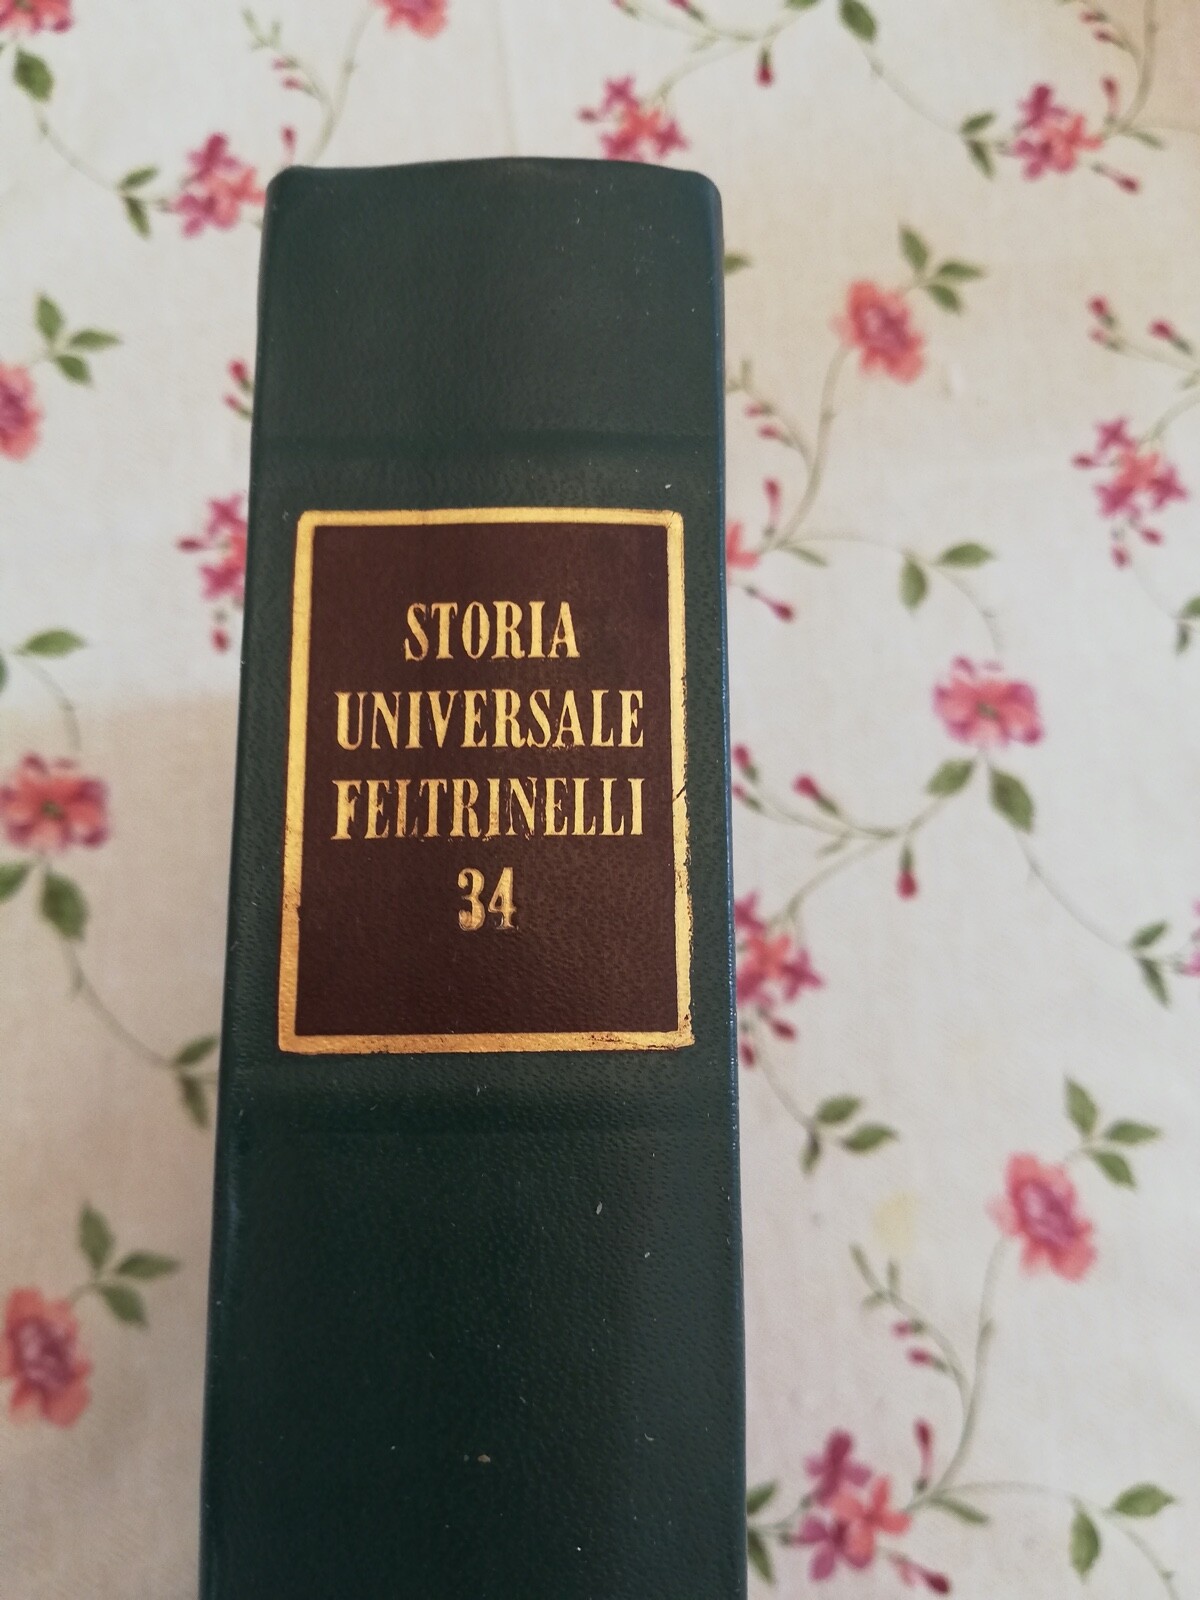 STORIA
UNIVERSALE
FELTRINELLI
34